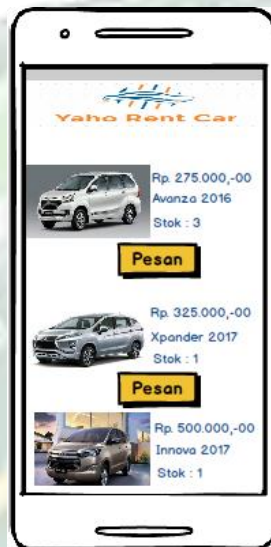 Yaho Rent Car
Rp. 275.000,-00
Avanza 2016
Stok : 3
Pesan
Rp. 325.000,-00
Xpander 2017
Stok : 1
Pesan
Rp. 500.000,-00
Innova 2017
Stok : 1